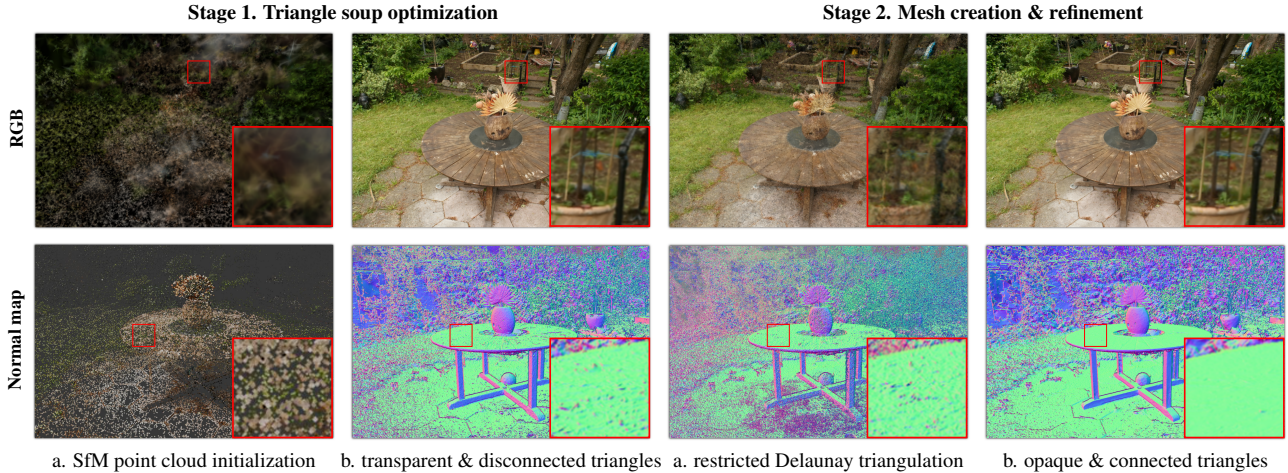 Stage 1. Triangle soup optimization
Stage 2. Mesh creation & refinement
RGB
Normal map
a. SfM point cloud initialization
b. transparent & disconnected triangles
a. restricted Delaunay triangulation
b. opaque & connected triangles